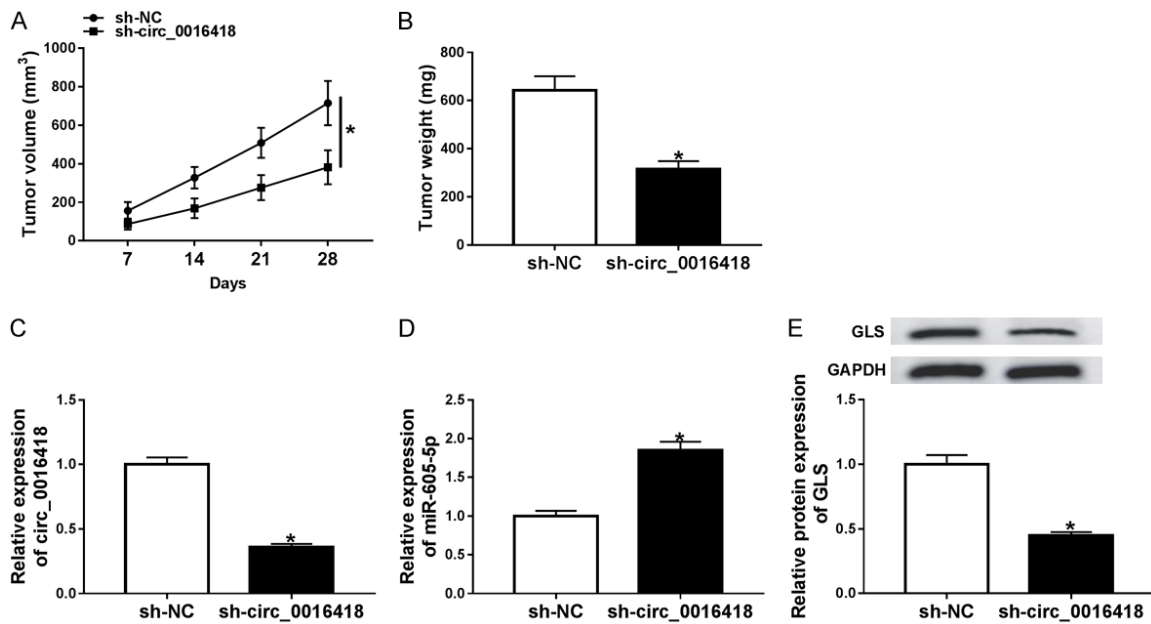 A
sh-NC
sh-circ_0016418
Tumor volume (mm³)
1000
800
600
400
200
0
7 14 21 28
Days
*
B
Tumor weight (mg)
800
600
400
200
0
*
sh-NC sh-circ_0016418
C
Relative expression
of circ_0016418
1.5
1.0
0.5
0.0
*
sh-NC sh-circ_0016418
D
Relative expression
of miR-605-5p
2.5
2.0
1.5
1.0
0.5
0.0
*
sh-NC sh-circ_0016418
E
GLS
GAPDH
Relative protein expression
of GLS
1.5
1.0
0.5
0.0
*
sh-NC sh-circ_0016418